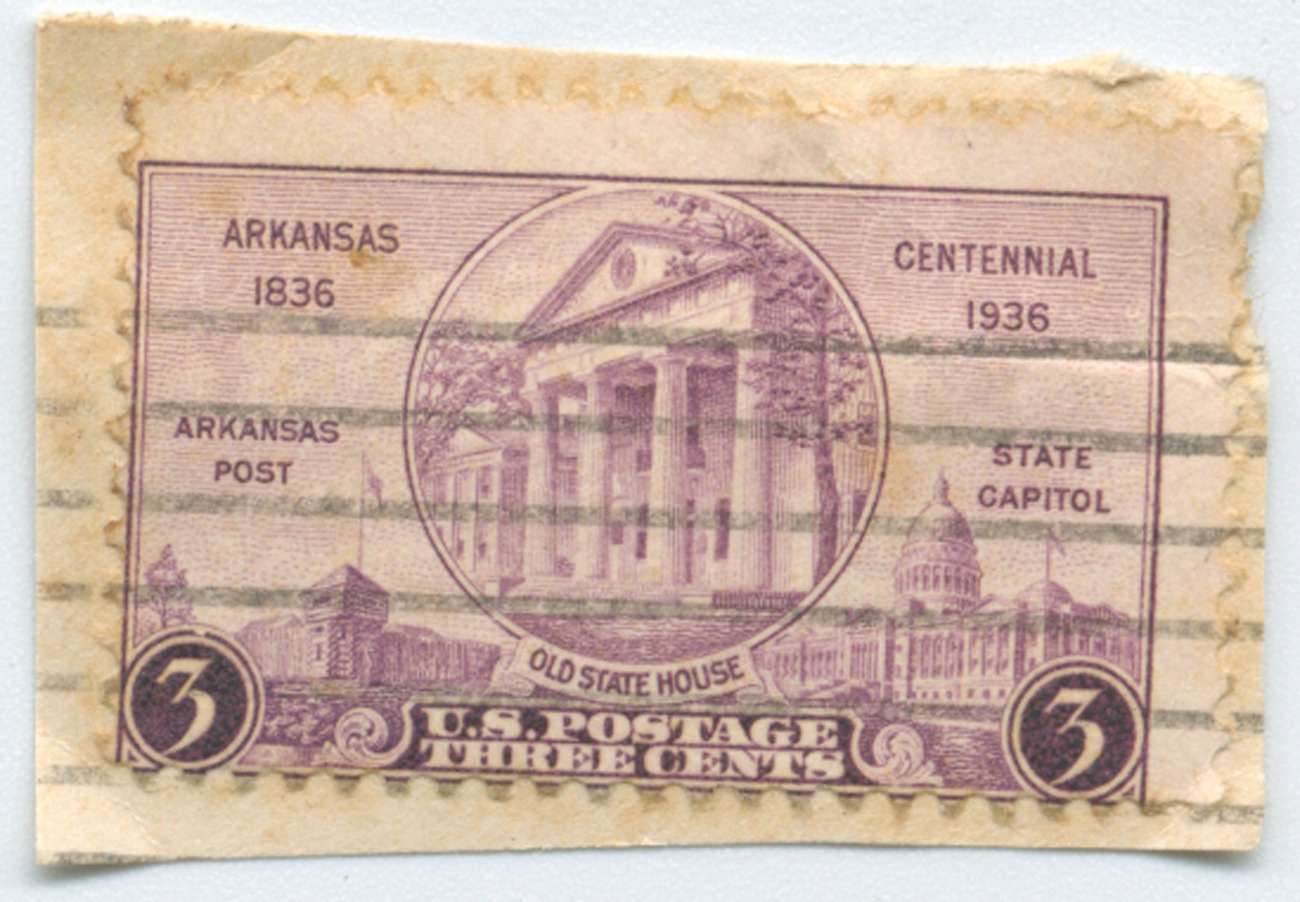 ARKANSAS
1836
CENTENNIAL
1936
ARKANSAS
POST
STATE
CAPITOL
OLD STATE HOUSE
3
U.S. POSTAGE
THREE CENTS
3